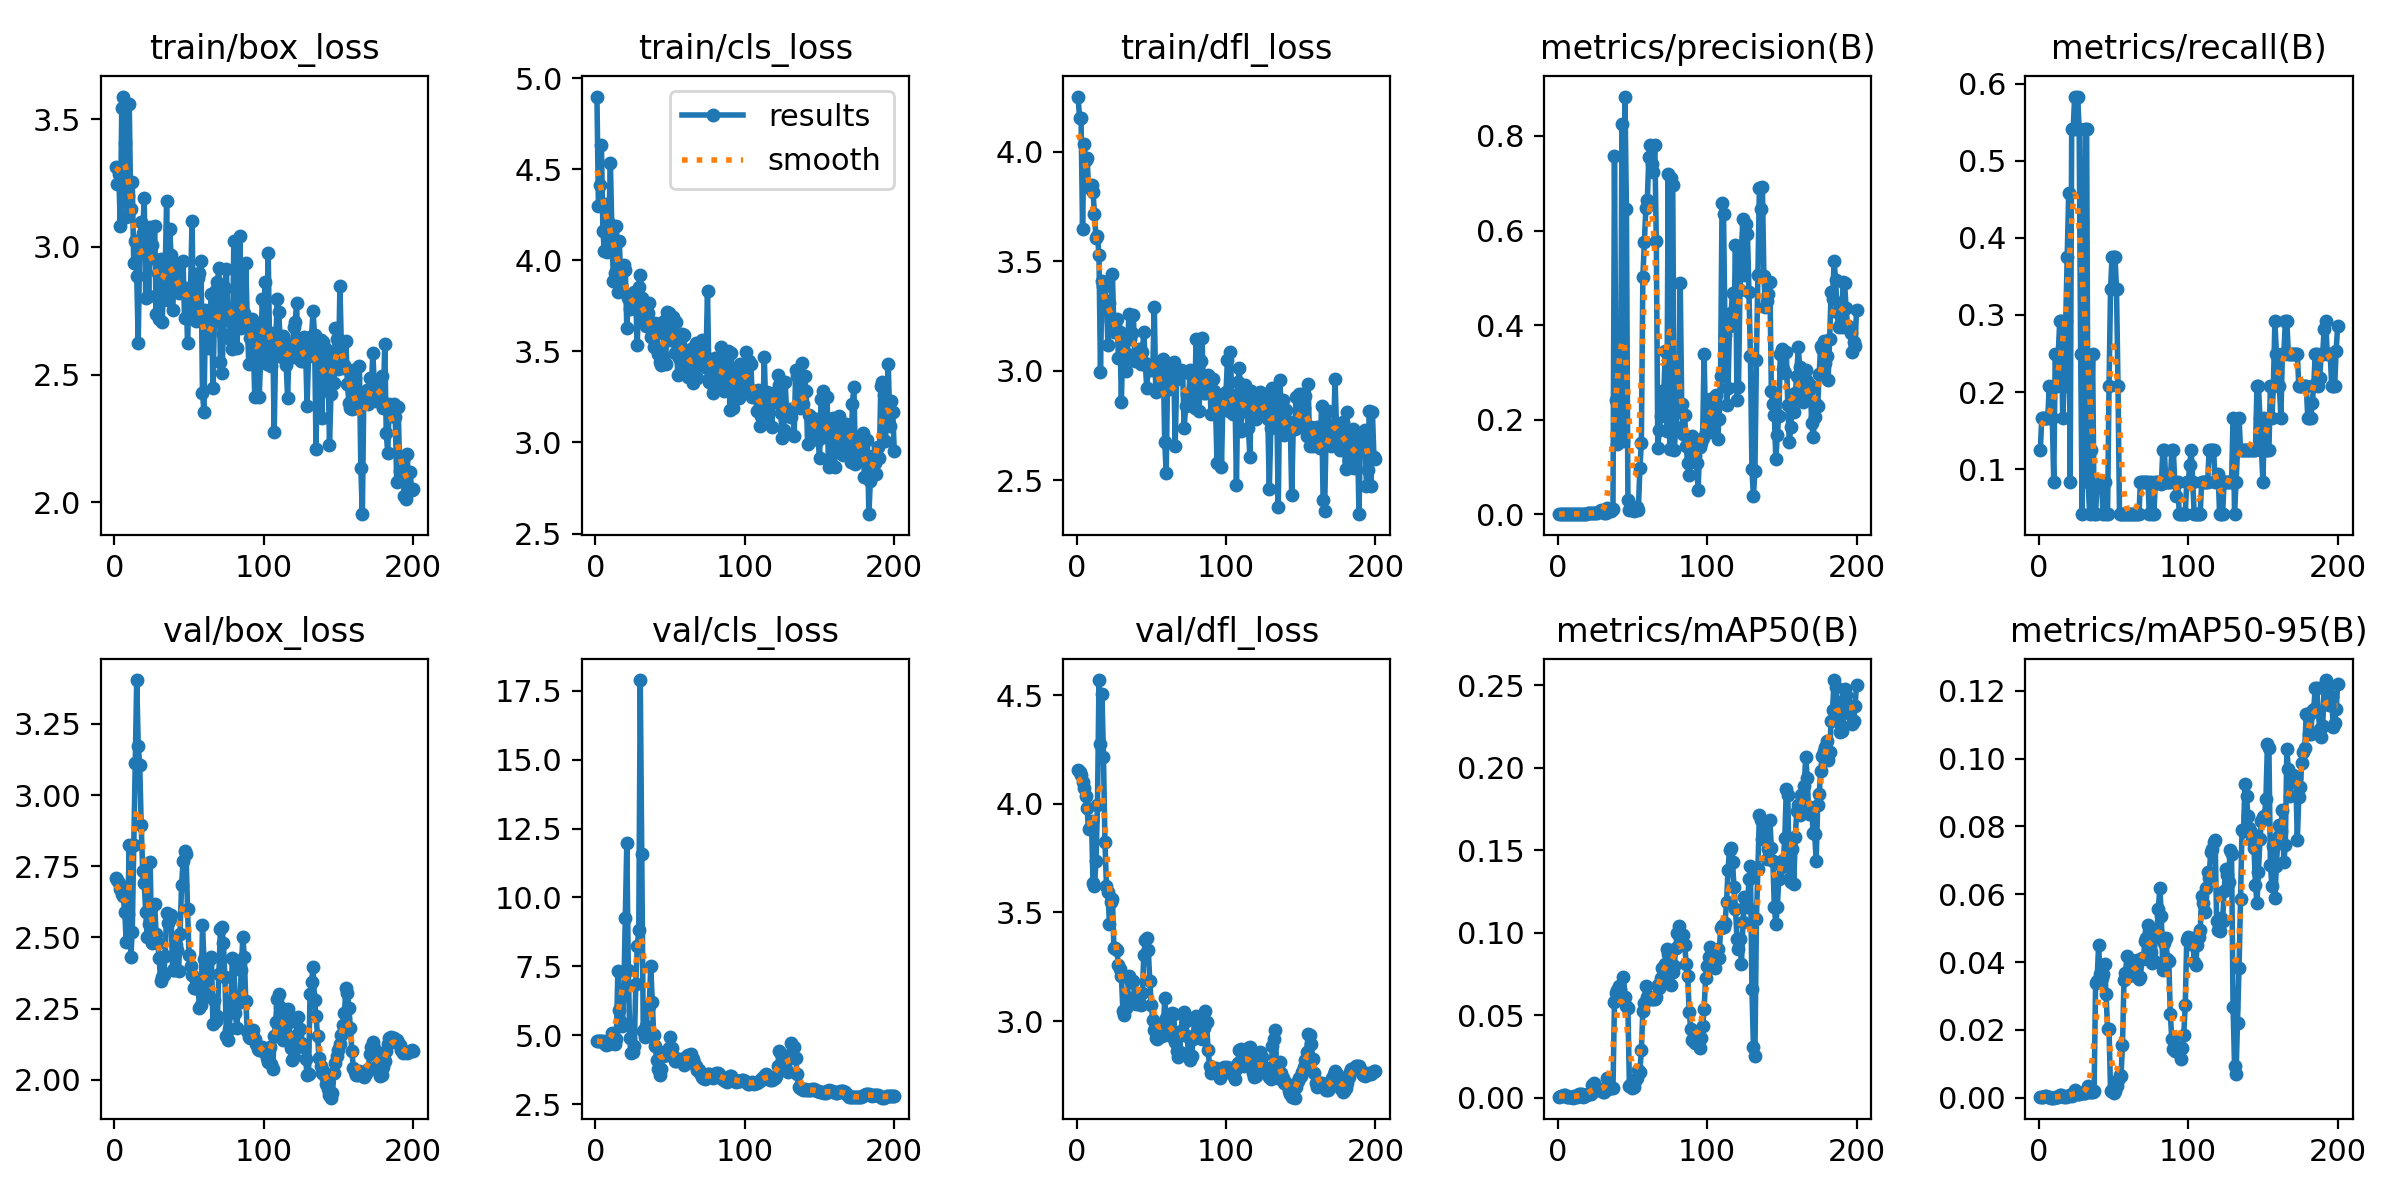 train/box_loss
3.5
3.0
2.5
2.0
0 100 200
train/cls_loss
5.0
4.5
4.0
3.5
3.0
2.5
results
smooth
0 100 200
train/dfl_loss
4.0
3.5
3.0
2.5
0 100 200
metrics/precision(B)
0.8
0.6
0.4
0.2
0.0
0 100 200
metrics/recall(B)
0.6
0.5
0.4
0.3
0.2
0.1
0 100 200
val/box_loss
3.25
3.00
2.75
2.50
2.25
2.00
0 100 200
val/cls_loss
17.5
15.0
12.5
10.0
7.5
5.0
2.5
0 100 200
val/dfl_loss
4.5
4.0
3.5
3.0
0 100 200
metrics/mAP50(B)
0.25
0.20
0.15
0.10
0.05
0.00
0 100 200
metrics/mAP50-95(B)
0.12
0.10
0.08
0.06
0.04
0.02
0.00
0 100 200